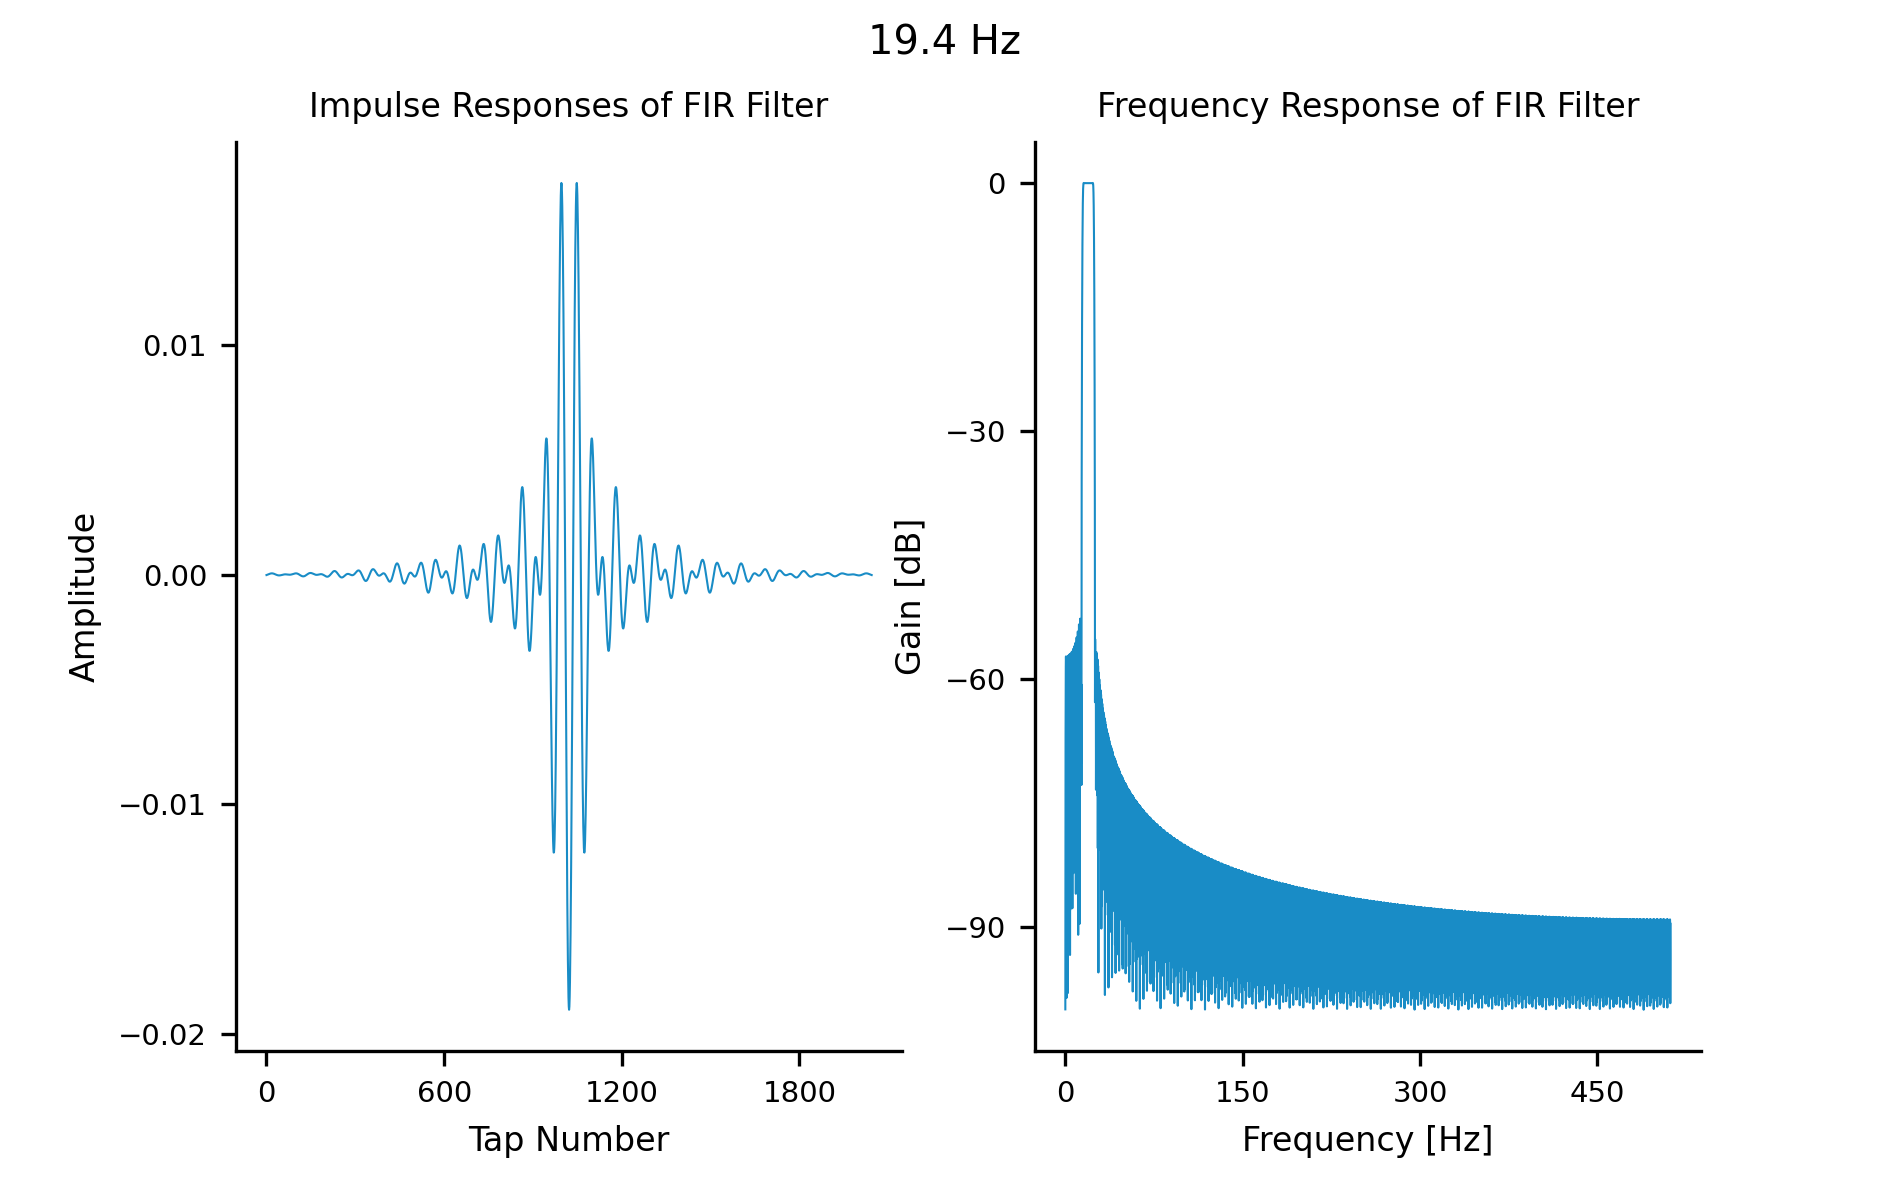 19.4 Hz
Impulse Responses of FIR Filter
0.01
0.00
−0.01
−0.02
Amplitude
0
600
1200
1800
Tap Number
Frequency Response of FIR Filter
0
−30
−60
−90
Gain [dB]
0
150
300
450
Frequency [Hz]